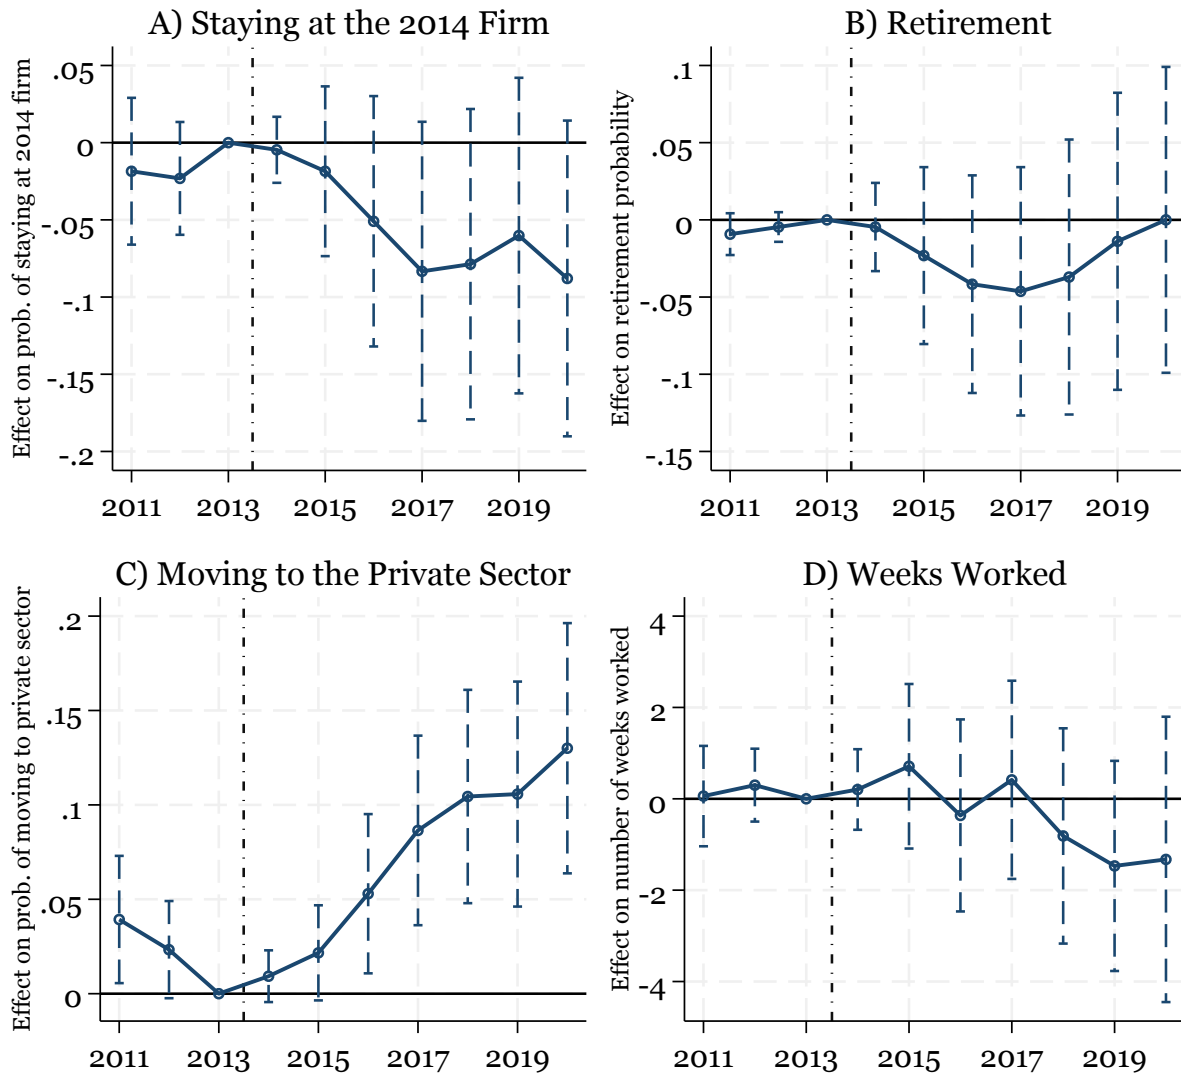 A) Staying at the 2014 Firm
Effect on prob. of staying at 2014 firm
.05
0
-.05
-.1
-.15
-.2
2011 2013 2015 2017 2019
B) Retirement
Effect on retirement probability
.1
.05
0
-.05
-.1
-.15
2011 2013 2015 2017 2019
C) Moving to the Private Sector
Effect on prob. of moving to private sector
.2
.15
.1
.05
0
2011 2013 2015 2017 2019
D) Weeks Worked
Effect on number of weeks worked
4
2
0
-2
-4
2011 2013 2015 2017 2019